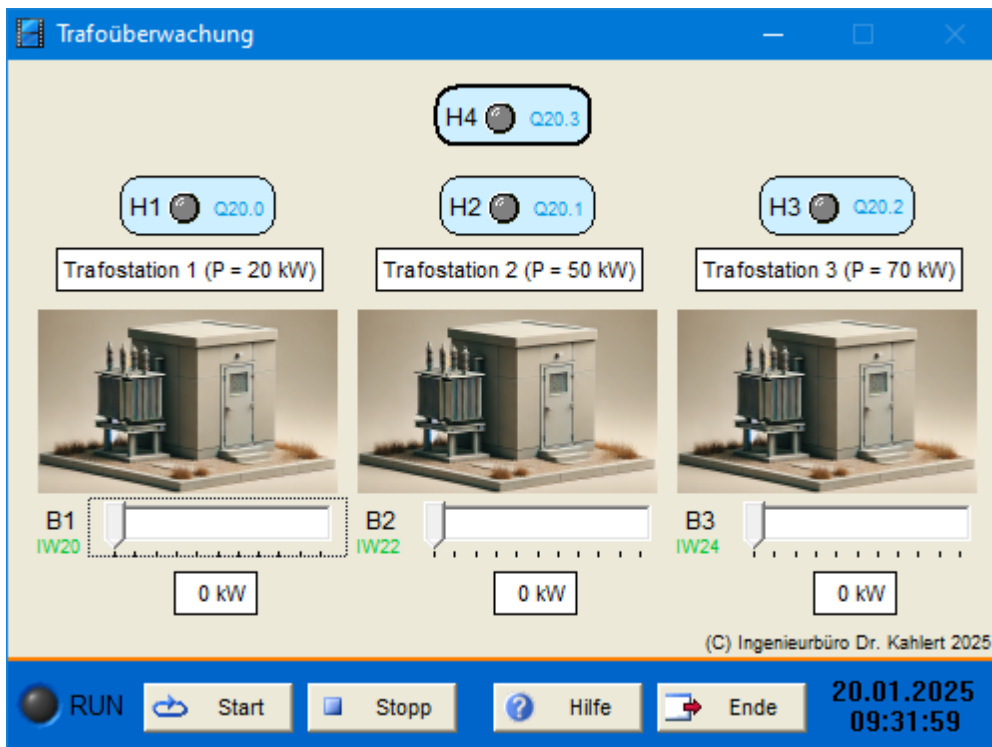 Trafoüberwachung
H4 Q20.3
H1 Q20.0
H2 Q20.1
H3 Q20.2
Trafostation 1 (P = 20 kW)
Trafostation 2 (P = 50 kW)
Trafostation 3 (P = 70 kW)
B1
IW20
B2
IW22
B3
IW24
0 kW
0 kW
0 kW
(C) Ingenieurbüro Dr. Kahlert 2025
RUN
Start
Stopp
Hilfe
Ende
20.01.2025
09:31:59